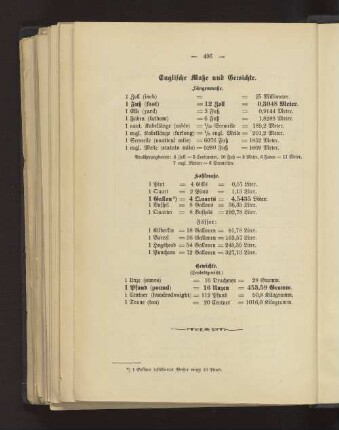 — 496 —
Englische Maße und Gewichte.
Längenmaße.
1 Zoll (inch) = = 25 Millimeter.
1 Fuß (foot) = 12 Zoll = 0,3048 Meter.
1 Elle (yard) = 3 Fuß = 0,9144 Meter.
1 Faden (fathom) = 6 Fuß = 1,8288 Meter.
1 naut. Kabellänge (cable) = 1/10 Seemeile = 185,2 Meter.
1 engl. Kabellänge (furlong) = 1/8 engl. Meile = 201,2 Meter.
1 Seemeile (nautical mile) = 6076 Fuß = 1852 Meter.
1 engl. Meile (statute mile) = 5280 Fuß = 1609 Meter.
Hohlmaße.
1 Pint = 4 Gills = 0,57 Liter.
1 Quart = 2 Pint = 1,13 Liter.
1 Gallon*) = 4 Quarts = 4,5435 Liter.
1 Bushel = 8 Gallons = 36,35 Liter.
1 Quarter = 8 Bushels = 290,78 Liter.
Fässer:
1 Kilderkin = 18 Gallonen = 81,78 Liter.
1 Barrel = 36 Gallonen = 163,57 Liter.
1 Hogshead = 54 Gallonen = 245,35 Liter.
1 Puncheon = 72 Gallonen = 327,13 Liter.
Gewichte.
(Handelsgewicht.)
1 Unze (ounce) = 16 Drachmen = 28 Gramm.
1 Pfund (pound) = 16 Unzen = 453,59 Gramm.
1 Centner (hundredweight) = 112 Pfund = 50,8 Kilogramm.
1 Tonne (ton) = 20 Centner = 1016,0 Kilogramm.
*) 1 Gallone destilliertes Wasser wiegt 10 Pfund.